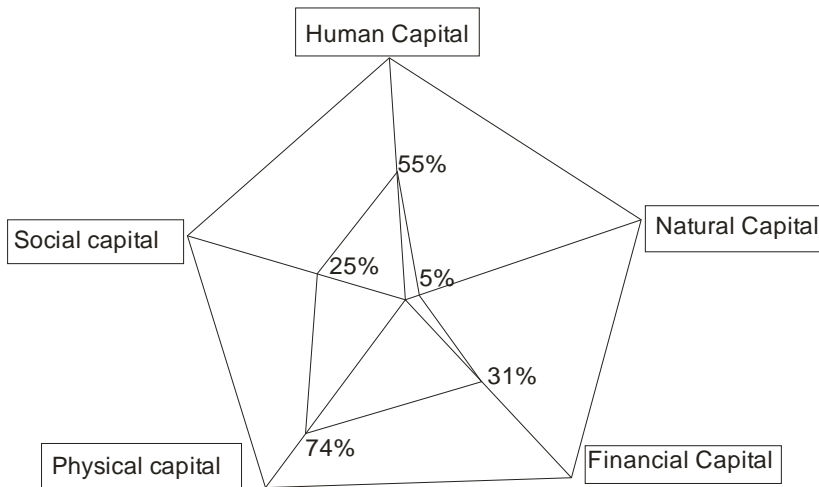 Human Capital
55%
Social capital
Natural Capital
25%
5%
31%
74%
Physical capital
Financial Capital